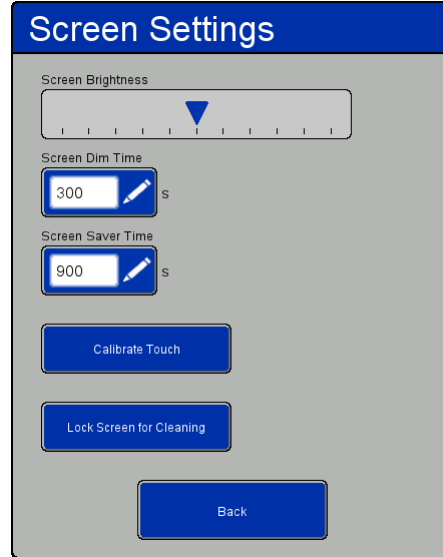 Screen Settings
Screen Brightness
Screen Dim Time
300 s
Screen Saver Time
900 s
Calibrate Touch
Lock Screen for Cleaning
Back